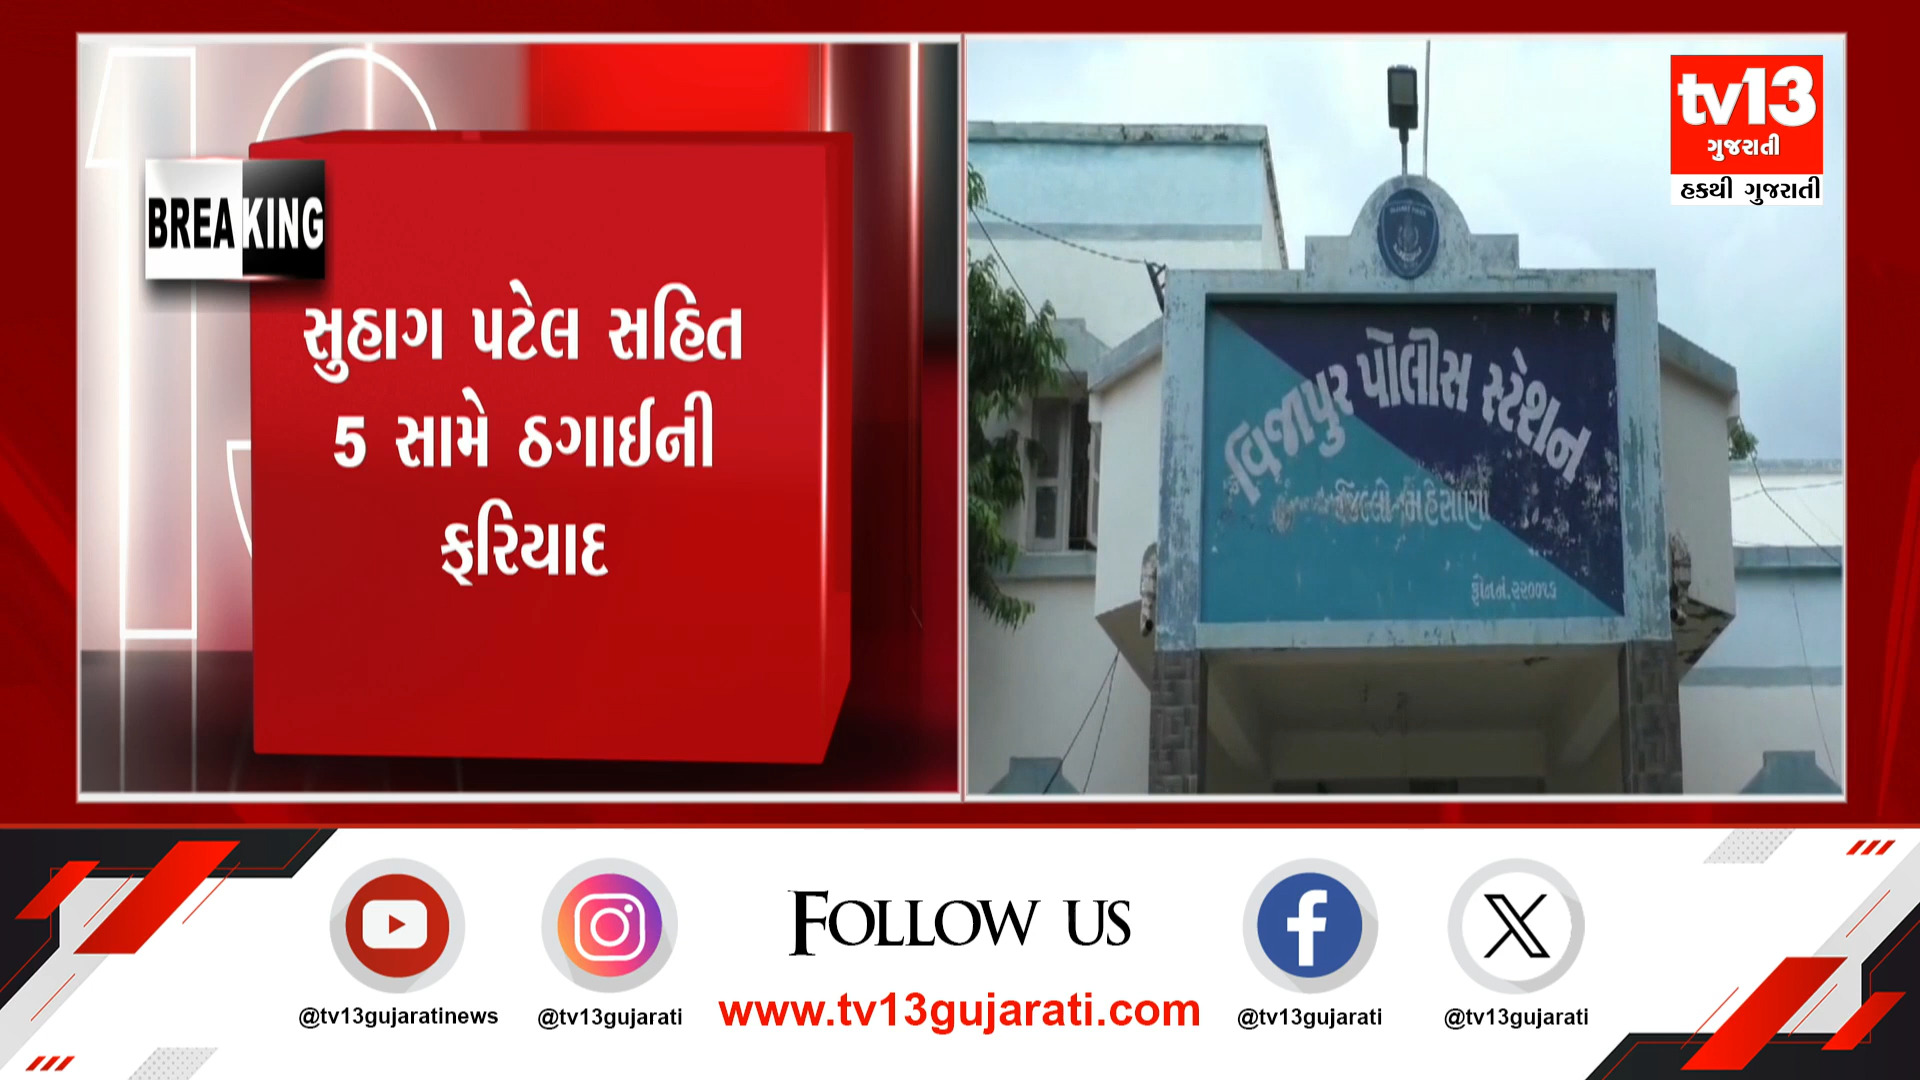 BREAKING
સુહાગ પટેલ સહિત
5 સામે ઠગાઈની
ફરિયાદ
tv13
ગુજરાતી
હકથી ગુજરાતી
વિજાપુર પોલીસ સ્ટેશન
જિલ્લો-મહેસાણા
ફોન નં.
FOLLOW US
www.tv13gujarati.com
@tv13gujaratinews
@tv13gujarati
@tv13gujarati
@tv13gujarati